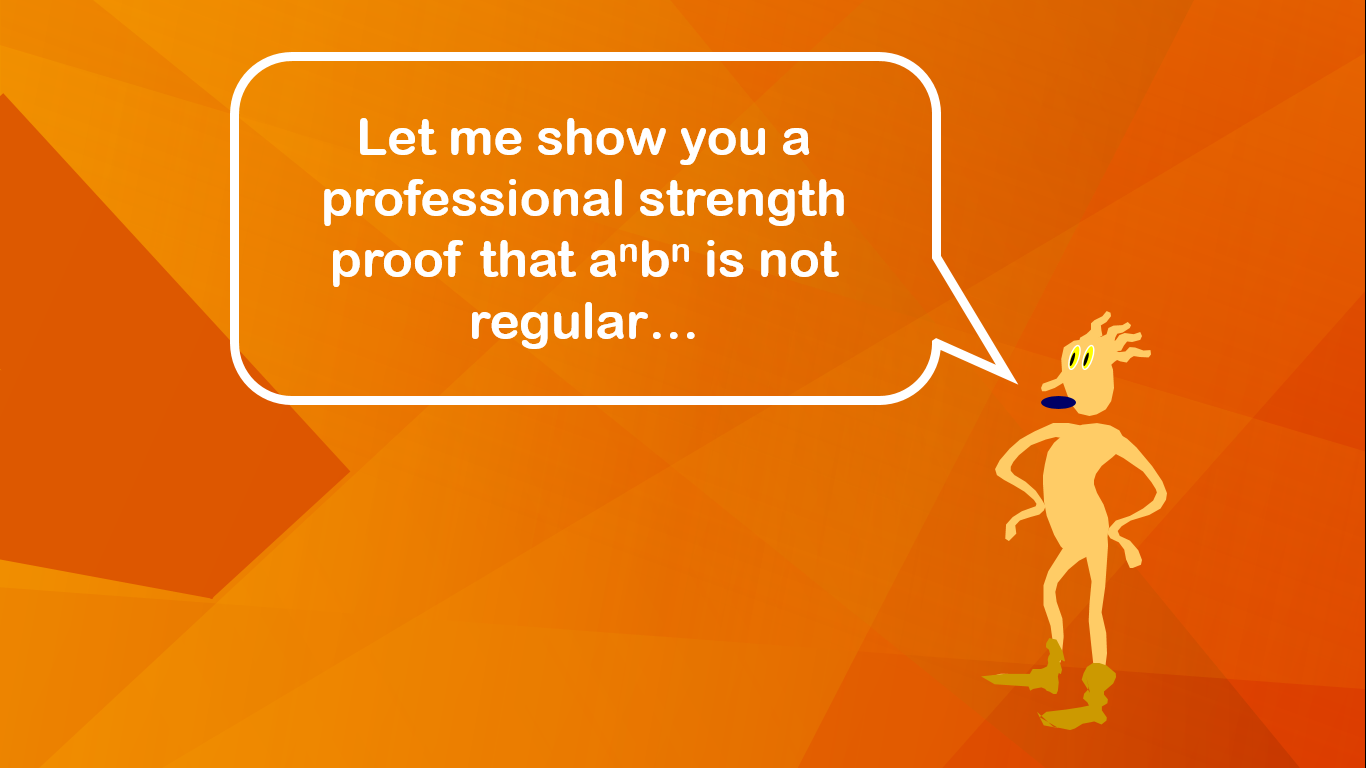 Let me show you a
professional strength
proof that aⁿbⁿ is not
regular…